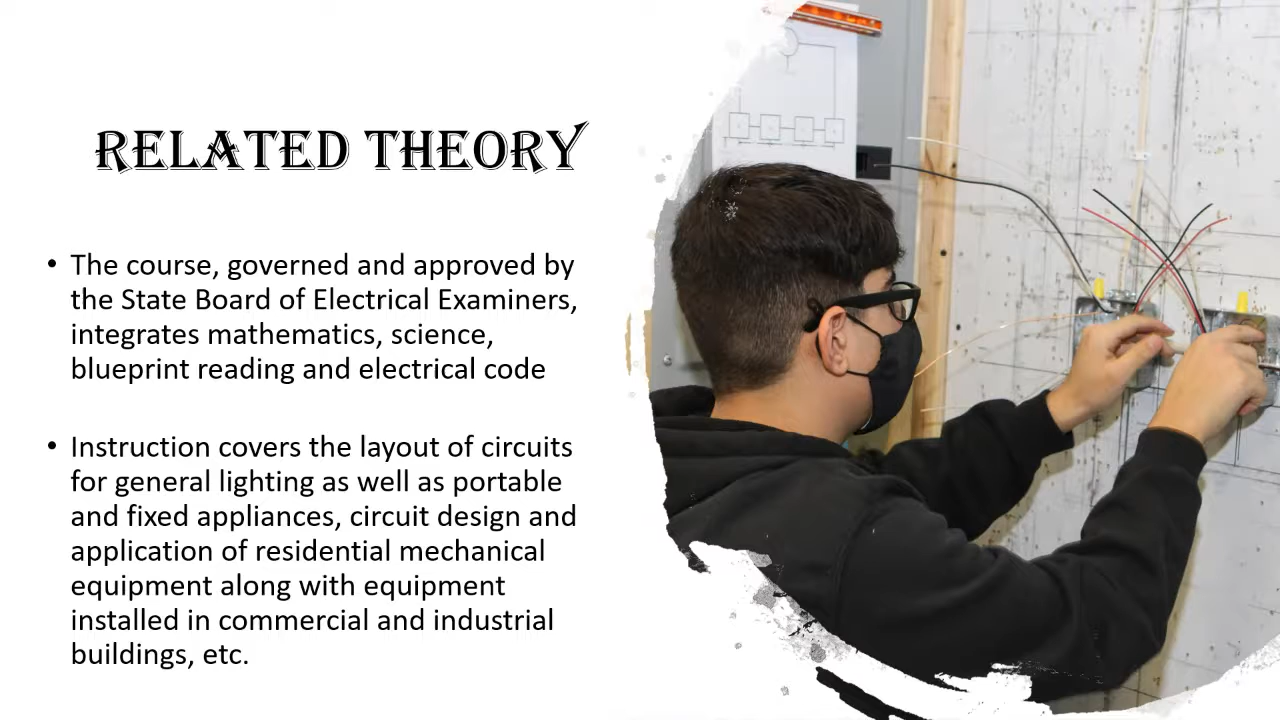 RELATED THEORY
• The course, governed and approved by
the State Board of Electrical Examiners,
integrates mathematics, science,
blueprint reading and electrical code
• Instruction covers the layout of circuits
for general lighting as well as portable
and fixed appliances, circuit design and
application of residential mechanical
equipment along with equipment
installed in commercial and industrial
buildings, etc.